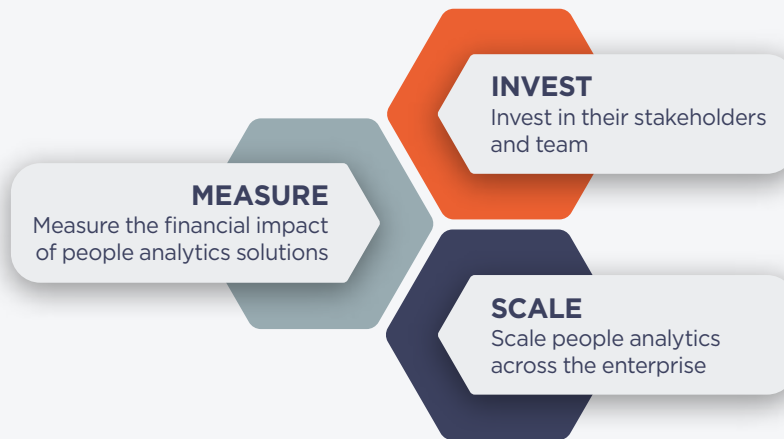 INVEST
Invest in their stakeholders
and team
MEASURE
Measure the financial impact
of people analytics solutions
SCALE
Scale people analytics
across the enterprise